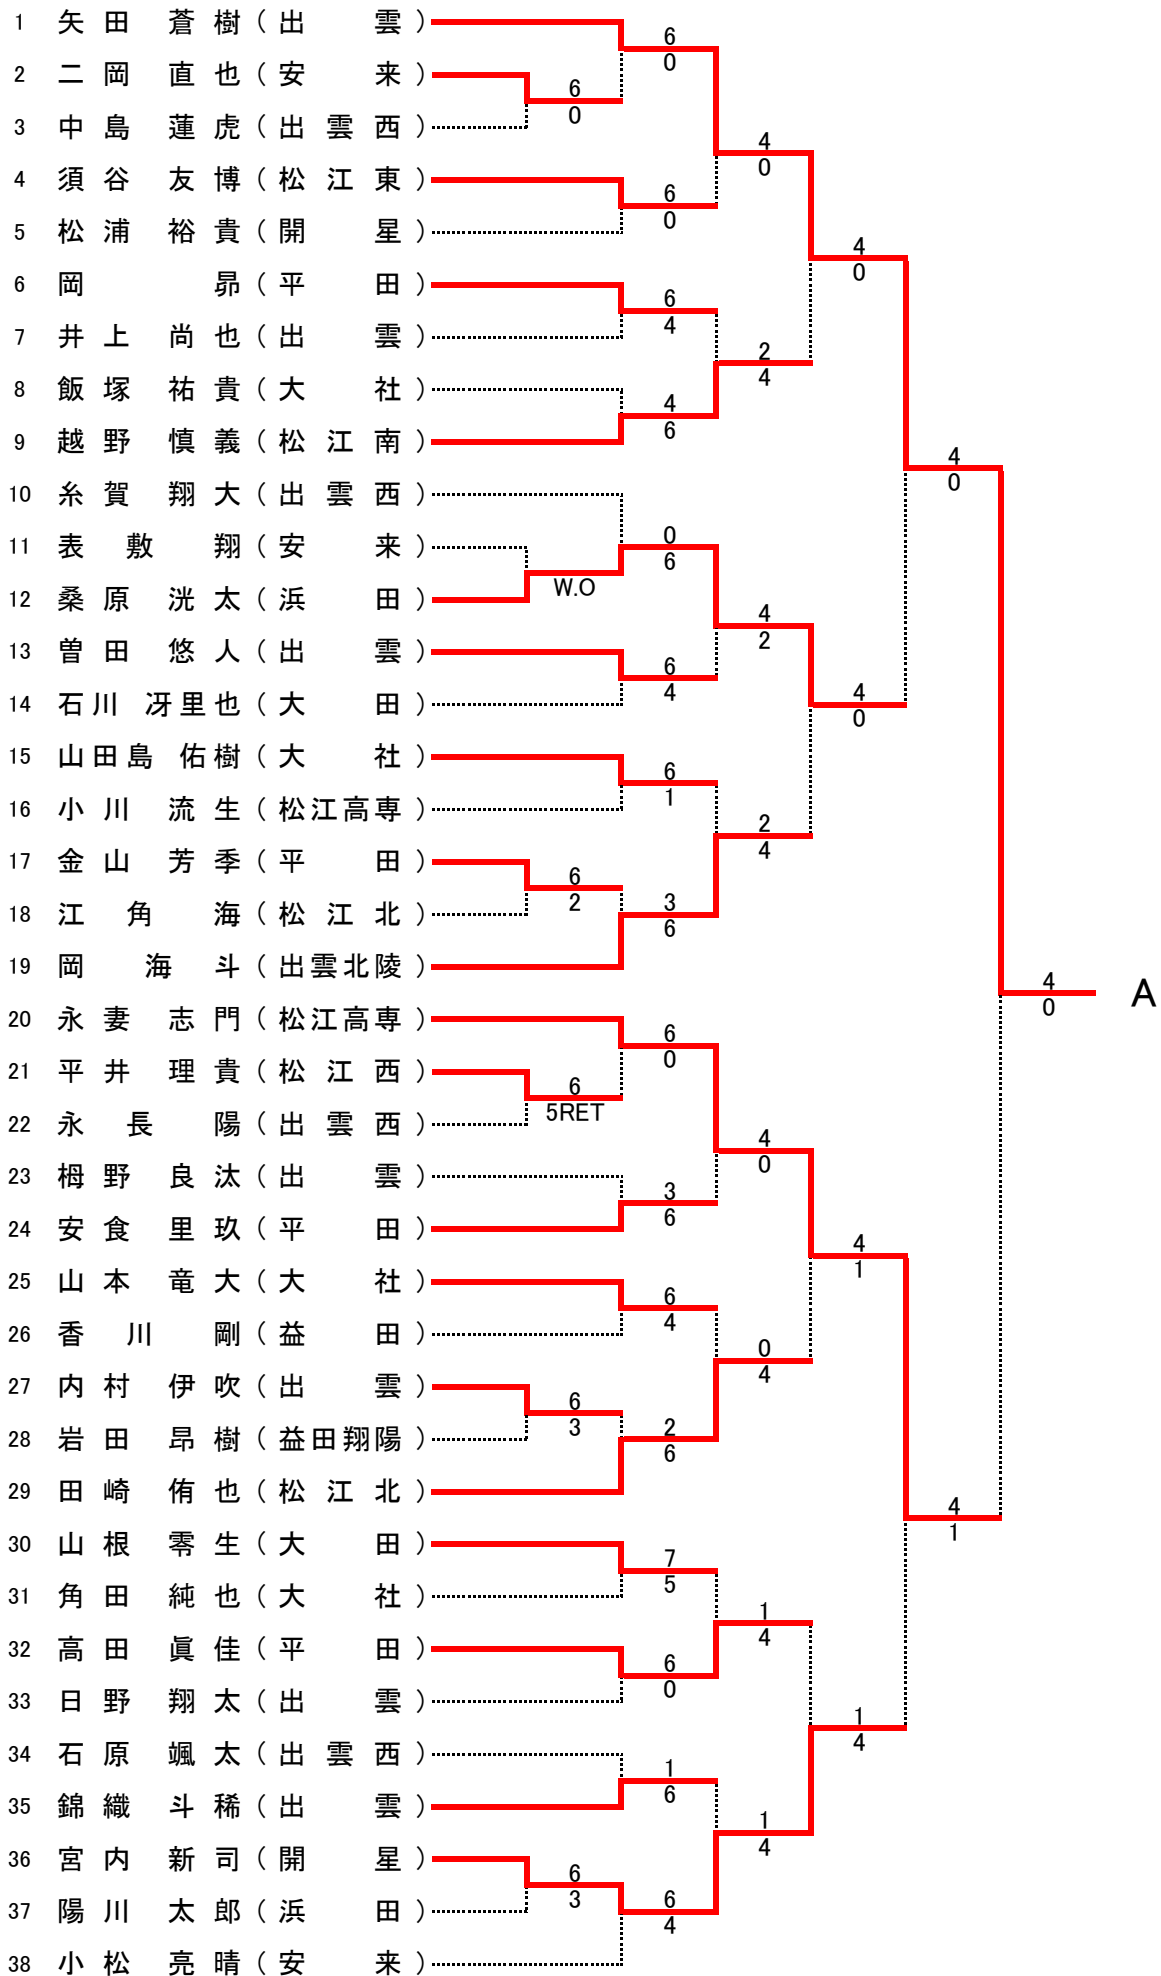 1 矢田 蒼樹(出 雲)
2 二岡 直也(安 来)
3 中島 蓮虎(出雲西)
4 須谷 友博(松江東)
5 松浦 裕貴(開 星)
6 岡 昴(平 田)
7 井上 尚也(出 雲)
8 飯塚 祐貴(大 社)
9 越野 慎義(松江南)
10 糸賀 翔大(出雲西)
11 表敷 翔(安 来)
12 桑原 洸太(浜 田)
13 曽田 悠人(出 雲)
14 石川 冴里也(大 田)
15 山田島 佑樹(大 社)
16 小川 流生(松江高専)
17 金山 芳季(平 田)
18 江角 海(松江北)
19 岡 海斗(出雲北陵)
20 永妻 志門(松江高専)
21 平井 理貴(松江西)
22 永長 陽(出雲西)
23 栂野 良汰(出 雲)
24 安食 里玖(平 田)
25 山本 竜大(大 社)
26 香川 剛(益 田)
27 内村 伊吹(出 雲)
28 岩田 昂樹(益田翔陽)
29 田崎 侑也(松江北)
30 山根 零生(大 田)
31 角田 純也(大 社)
32 高田 眞佳(平 田)
33 日野 翔太(出 雲)
34 石原 颯太(出雲西)
35 錦織 斗稀(出 雲)
36 宮内 新司(開 星)
37 陽川 太郎(浜 田)
38 小松 亮晴(安 来)
6
0
W.O
6
2
6
5RET
6
3
6
3
6
0
6
0
6
4
4
6
0
6
6
4
6
1
3
6
6
0
3
6
6
4
2
6
7
5
6
0
1
6
6
4
4
0
2
4
4
2
2
4
4
0
0
4
1
4
1
4
4
0
4
0
4
1
1
4
4
0
4
1
4
0
A